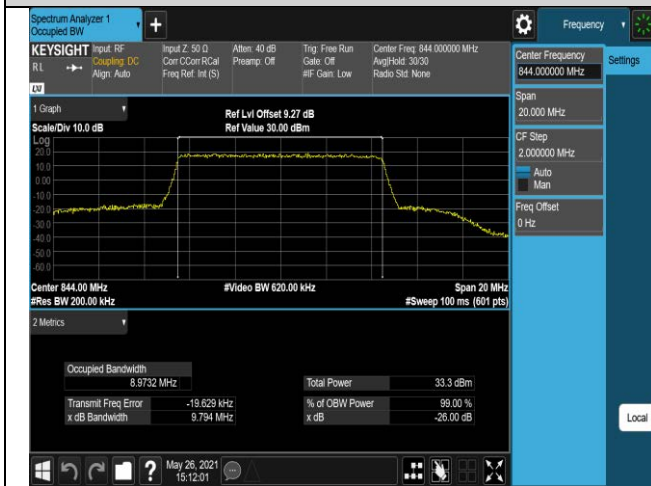 Spectrum Analyzer 1
Occupied BW
Frequency
KEYSIGHT
RL
LXI
Input: RF
Coupling: DC
Align: Auto
Input Z: 50 Ω
Corr CCorr RCal
Freq Ref: Int (S)
Atten: 40 dB
Preamp: Off
Trig: Free Run
Gate: Off
#IF Gain: Low
Center Freq: 844.000000 MHz
Avg|Hold: 30/30
Radio Std: None
Center Frequency
844.000000 MHz
Settings
Span
20.000 MHz
CF Step
2.000000 MHz
Auto
Man
Freq Offset
0 Hz
Local
1 Graph
Scale/Div 10.0 dB
Ref Lvl Offset 9.27 dB
Ref Value 30.00 dBm
Log
20.0
10.0
0.00
-10.0
-20.0
-30.0
-40.0
-50.0
-60.0
Center 844.00 MHz
#Video BW 620.00 kHz
Span 20 MHz
#Res BW 200.00 kHz
#Sweep 100 ms (601 pts)
2 Metrics
Occupied Bandwidth
8.9732 MHz
Total Power 33.3 dBm
Transmit Freq Error -19.629 kHz
% of OBW Power 99.00 %
x dB Bandwidth 9.794 MHz
x dB -26.00 dB
?
May 26, 2021
15:12:01